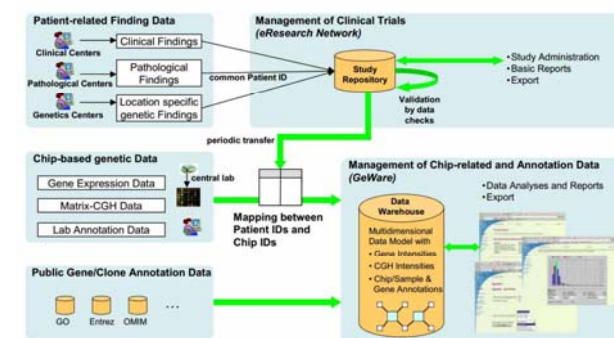 Patient-related Finding Data
Clinical Centers
Clinical Findings
Pathological Centers
Pathological
Findings
Genetics Centers
Location specific
genetic Findings
common Patient ID
Management of Clinical Trials
(eResearch Network)
Study
Repository
Validation
by data
checks
• Study Administration
• Basic Reports
• Export
periodic transfer
Chip-based genetic Data
Gene Expression Data
Matrix-CGH Data
Lab Annotation Data
central lab
Mapping between
Patient IDs and
Chip IDs
Management of Chip-related and Annotation Data
(GeWare)
Data
Warehouse
Multidimensional
Data Model with
• Gene Intensities
• CGH Intensities
• Chip/Sample &
Gene Annotations
• Data Analyses and Reports
• Export
Public Gene/Clone Annotation Data
GO
Entrez
OMIM
...